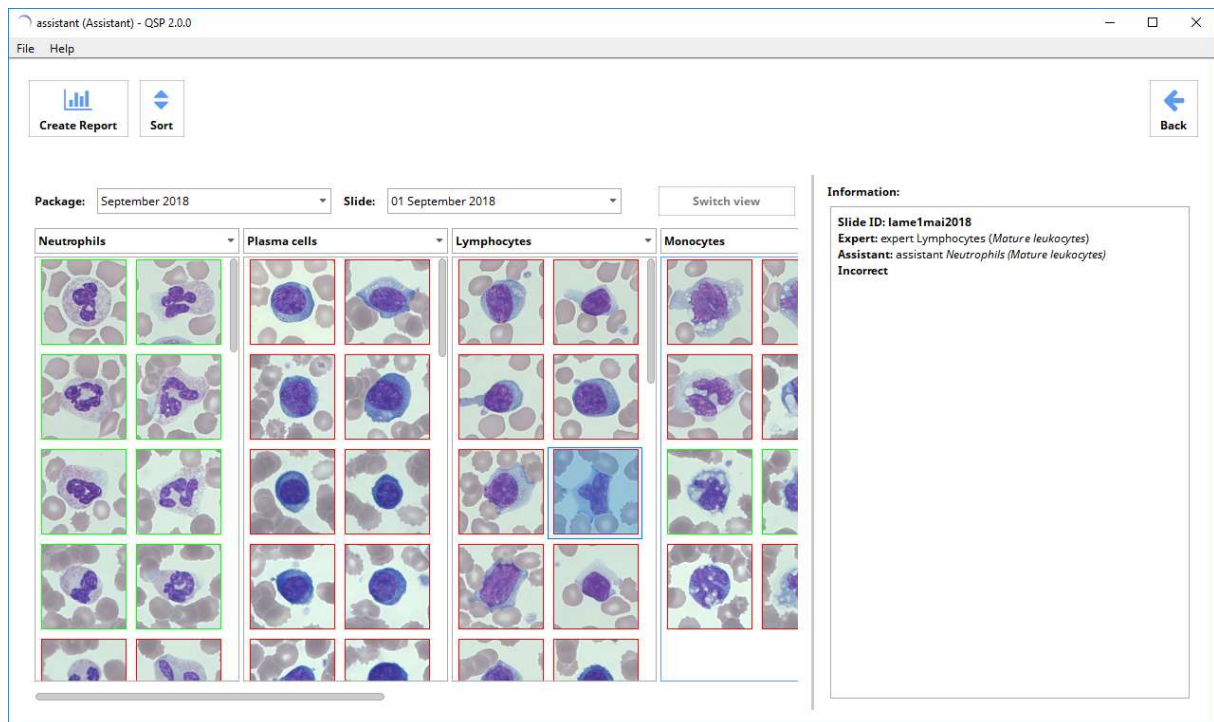 assistant (Assistant) - QSP 2.0.0
File Help
Create Report Sort
Back
Package: September 2018 Slide: 01 September 2018 Switch view
Information:
Neutrophils Plasma cells Lymphocytes Monocytes
Slide ID: lame1mai2018
Expert: expert Lymphocytes (Mature leukocytes)
Assistant: assistant Neutrophils (Mature leukocytes)
Incorrect